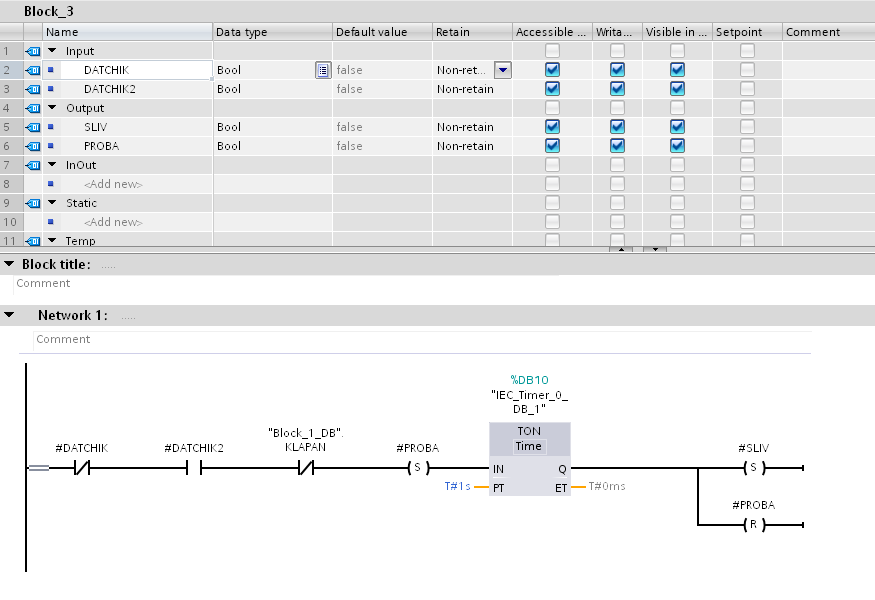 Block_3
Name Data type Default value Retain Accessible ... Writa... Visible in ... Setpoint Comment
1 Input
2 DATCHIK Bool false Non-ret...
3 DATCHIK2 Bool false Non-retain
4 Output
5 SLIV Bool false Non-retain
6 PROBA Bool false Non-retain
7 InOut
8 <Add new>
9 Static
10 <Add new>
11 Temp
Block title: .....
Comment
Network 1: .....
Comment
%DB10
"IEC_Timer_0_
DB_1"
"Block_1_DB".
#DATCHIK #DATCHIK2 KLAPAN #PROBA TON #SLIV
Time
S IN Q S
T#1s PT ET T#0ms
#PROBA
R